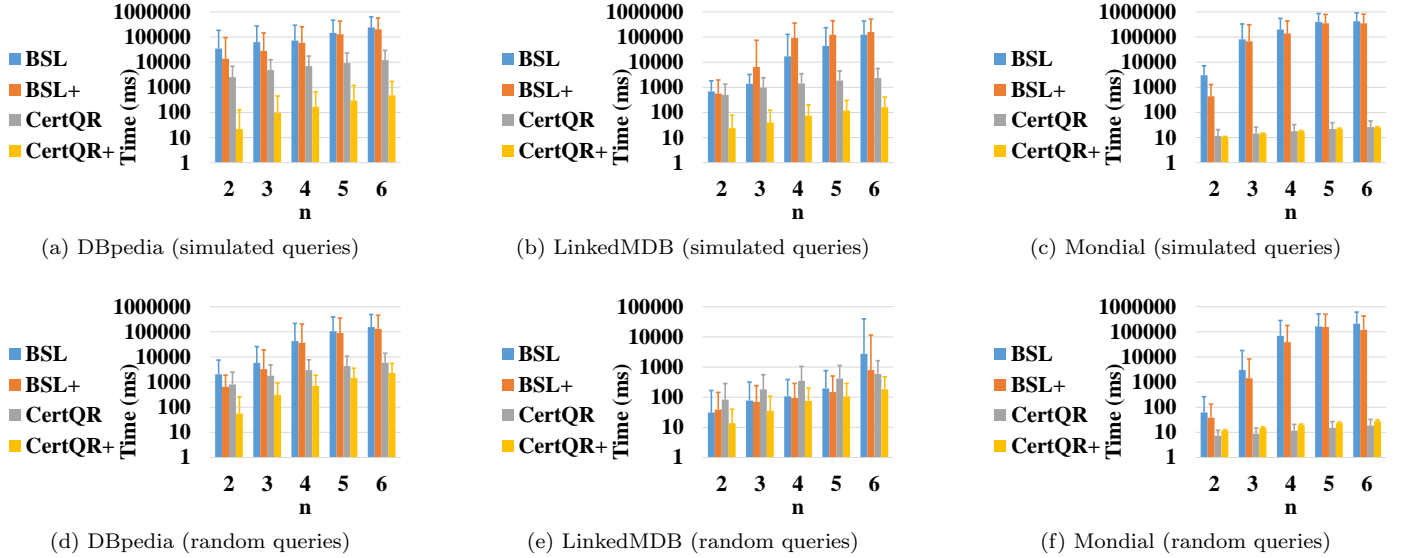 1000000
100000
10000
1000
100
10
1
Time (ms)
BSL
BSL+
CertQR
CertQR+
2 3 4 5 6
n
(a) DBpedia (simulated queries)
1000000
100000
10000
1000
100
10
1
Time (ms)
BSL
BSL+
CertQR
CertQR+
2 3 4 5 6
n
(b) LinkedMDB (simulated queries)
1000000
100000
10000
1000
100
10
1
Time (ms)
BSL
BSL+
CertQR
CertQR+
2 3 4 5 6
n
(c) Mondial (simulated queries)
1000000
100000
10000
1000
100
10
1
Time (ms)
BSL
BSL+
CertQR
CertQR+
2 3 4 5 6
n
(d) DBpedia (random queries)
100000
10000
1000
100
10
1
Time (ms)
BSL
BSL+
CertQR
CertQR+
2 3 4 5 6
n
(e) LinkedMDB (random queries)
1000000
100000
10000
1000
100
10
1
Time (ms)
BSL
BSL+
CertQR
CertQR+
2 3 4 5 6
n
(f) Mondial (random queries)